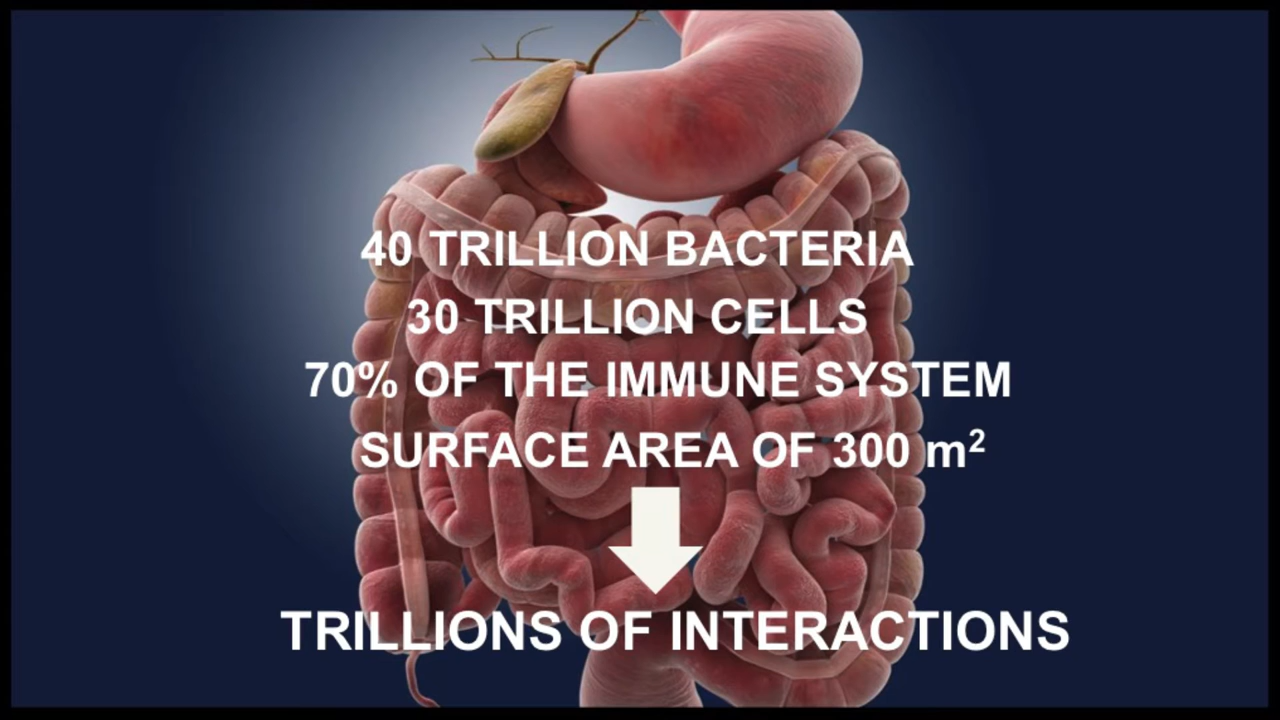 40 TRILLION BACTERIA
30 TRILLION CELLS
70% OF THE IMMUNE SYSTEM
SURFACE AREA OF 300 m²
TRILLIONS OF INTERACTIONS